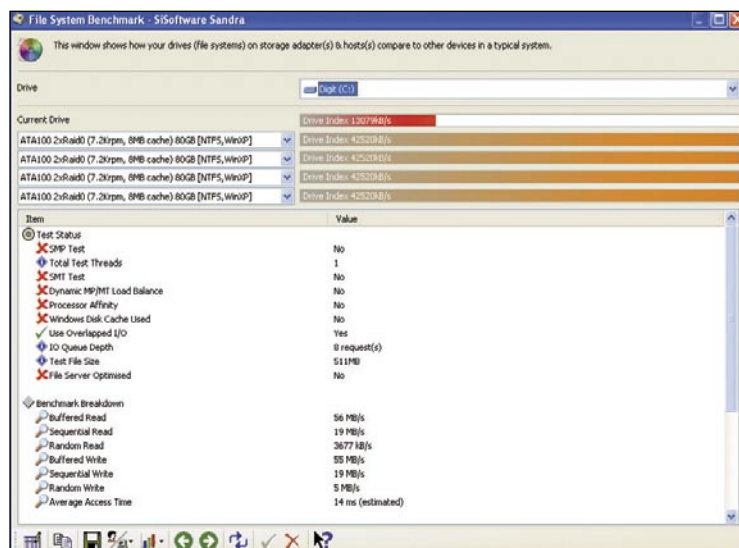 File System Benchmark - SiSoftware Sandra
This window shows how your drives (file systems) on storage adapter(s) & hosts(s) compare to other devices in a typical system.
Drive
Digit (C:)
Current Drive
Drive Index 13079kB/s
ATA100 2xRaid0 (7.2Krpm, 8MB cache) 80GB [NTFS,WinXP]
Drive Index 42520kB/s
ATA100 2xRaid0 (7.2Krpm, 8MB cache) 80GB [NTFS,WinXP]
Drive Index 42520kB/s
ATA100 2xRaid0 (7.2Krpm, 8MB cache) 80GB [NTFS,WinXP]
Drive Index 42520kB/s
ATA100 2xRaid0 (7.2Krpm, 8MB cache) 80GB [NTFS,WinXP]
Drive Index 42520kB/s
Item Value
Test Status
SMP Test No
Total Test Threads 1
SMT Test No
Dynamic MP/MT Load Balance No
Processor Affinity No
Windows Disk Cache Used No
Use Overlapped I/O Yes
IO Queue Depth 8 request(s)
Test File Size 511MB
File Server Optimised No
Benchmark Breakdown
Buffered Read 56 MB/s
Sequential Read 19 MB/s
Random Read 3677 kB/s
Buffered Write 55 MB/s
Sequential Write 19 MB/s
Random Write 5 MB/s
Average Access Time 14 ms (estimated)